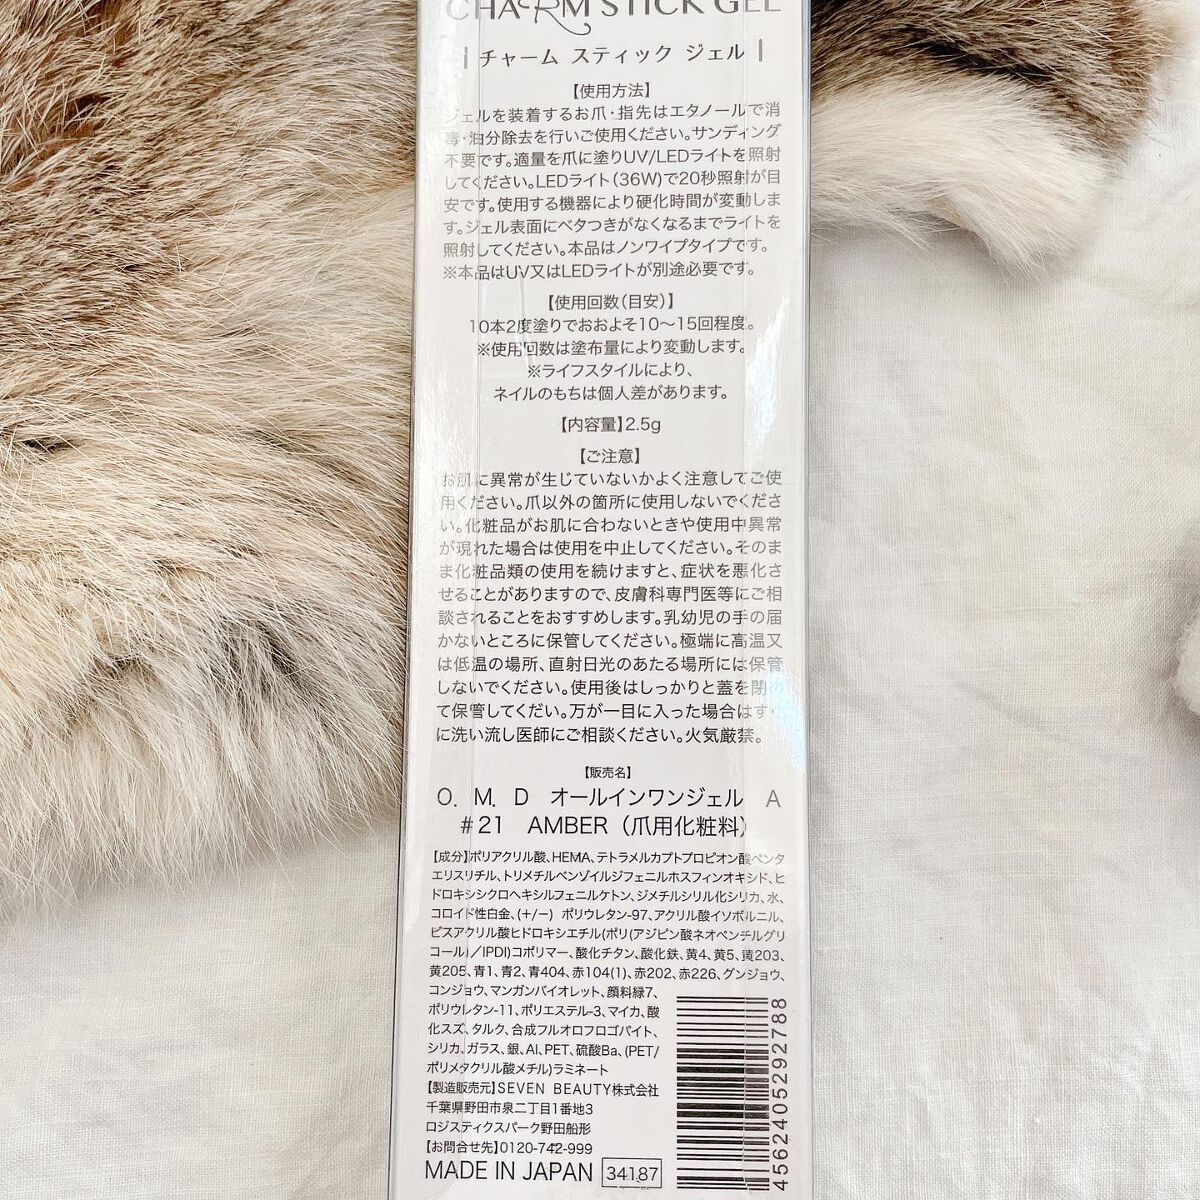 CHARM STICK GEL
チャーム スティック ジェル
【使用方法】
ジェルを装着するお爪・指先はエタノールで消
毒・油分除去を行いご使用ください。サンディング
不要です。適量を爪に塗りUV/LEDライトを照射
してください。LEDライト(36W)で20秒照射が目
安です。使用する機器により硬化時間が変動しま
す。ジェル表面にベタつきがなくなるまでライトを
照射してください。本品はノンワイプタイプです。
※本品はUV又はLEDライトが別途必要です。
【使用回数(目安)】
10本2度塗りでおおよそ10〜15回程度。
※使用回数は塗布量により変動します。
※ライフスタイルにより、
ネイルのもちは個人差があります。
【内容量】2.5g
【ご注意】
お肌に異常が生じていないかよく注意してご使
用ください。爪以外の箇所に使用しないでくださ
い。化粧品がお肌に合わないときや使用中異常
が現れた場合は使用を中止してください。そのま
ま化粧品類の使用を続けますと、症状を悪化さ
せることがありますので、皮膚科専門医等にご相
談されることをおすすめします。乳幼児の手の届
かないところに保管してください。極端に高温又
は低温の場所、直射日光のあたる場所には保管
しないでください。使用後はしっかりと蓋を閉め
て保管してくだい。万が一目に入った場合はすぐ
に洗い流し医師にご相談ください。火気厳禁。
【販売名】
O. M. D オールインワンジェル A
#21 AMBER(爪用化粧料)
【成分】ポリアクリル酸、HEMA、テトラメルカプトプロピオン酸ペンタ
エリスリチル、トリメチルベンゾイルジフェニルホスフィンオキシド、ヒ
ドロキシシクロヘキシルフェニルケトン、ジメチルシリル化シリカ、水、
コロイド性白金、(+/−) ポリウレタン-97、アクリル酸イソボルニル、
ビスアクリル酸ヒドロキシエチル(ポリ(アジピン酸ネオペンチルグリ
コール)／IPDI)コポリマー、酸化チタン、酸化鉄、黄4、黄5、黄203、
黄205、青1、青2、青404、赤104(1)、赤202、赤226、グンジョウ、
コンジョウ、マンガンバイオレット、顔料緑7、
ポリウレタン-11、ポリエステル-3、マイカ、酸
化スズ、タルク、合成フルオロフロゴパイト、
シリカ、ガラス、銀、Al、PET、硫酸Ba、(PET/
ポリメタクリル酸メチル)ラミネート
【製造販売元】SEVEN BEAUTY株式会社
千葉県野田市泉二丁目1番地3
ロジスティクスパーク野田船形
【お問合せ先】0120-742-999
MADE IN JAPAN 34187
4562405292788